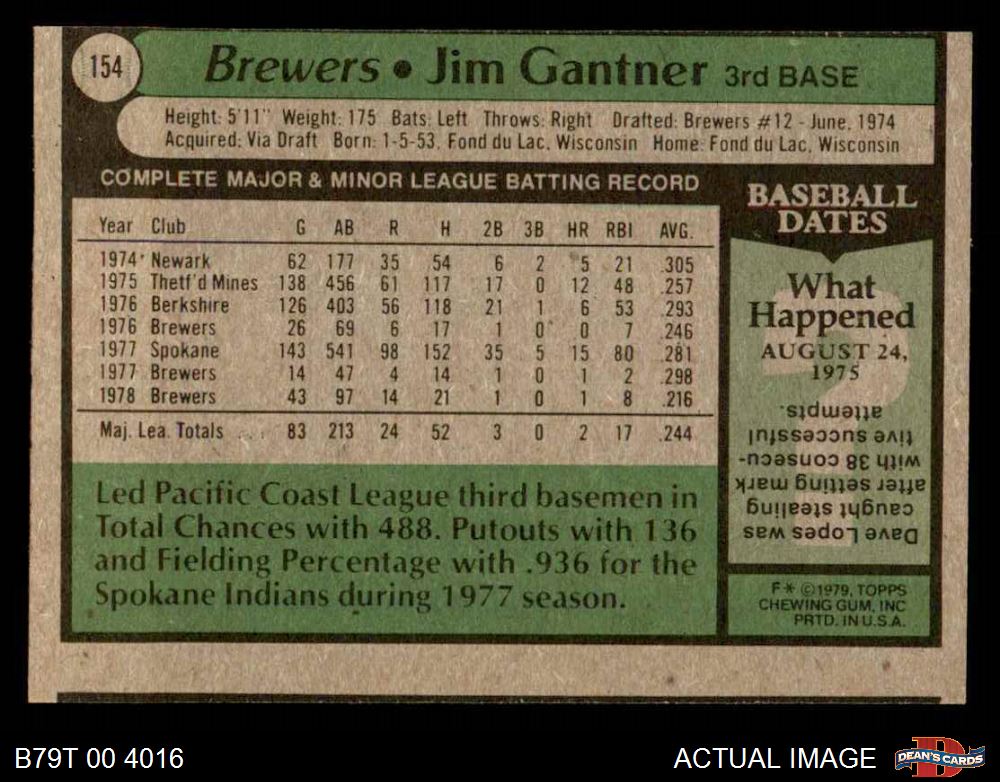 154
Brewers • Jim Gantner 3rd BASE
Height: 5'11" Weight: 175 Bats: Left Throws: Right Drafted: Brewers #12 - June, 1974
Acquired: Via Draft Born: 1-5-53, Fond du Lac, Wisconsin Home: Fond du Lac, Wisconsin
COMPLETE MAJOR & MINOR LEAGUE BATTING RECORD
Year Club G AB R H 2B 3B HR RBI AVG.
1974 Newark 62 177 35 54 6 2 5 21 .305
1975 Thetf'd Mines 138 456 61 117 17 0 12 48 .257
1976 Berkshire 126 403 56 118 21 1 6 53 .293
1976 Brewers 26 69 6 17 1 0 0 7 .246
1977 Spokane 143 541 98 152 35 5 15 80 .281
1977 Brewers 14 47 4 14 1 0 1 2 .298
1978 Brewers 43 97 14 21 1 0 1 8 .216
Maj. Lea. Totals ... 83 213 24 52 3 0 2 17 .244
Led Pacific Coast League third basemen in
Total Chances with 488. Putouts with 136
and Fielding Percentage with .936 for the
Spokane Indians during 1977 season.
BASEBALL
DATES
What
Happened
AUGUST 24,
1975
?
Dave Lopes was
caught stealing
after setting mark
with 38 consecu-
tive successful
attempts.
F* ©1979, TOPPS
CHEWING GUM, INC
PRTD. IN U.S.A.
B79T 00 4016
ACTUAL IMAGE
D
DEAN'S CARDS